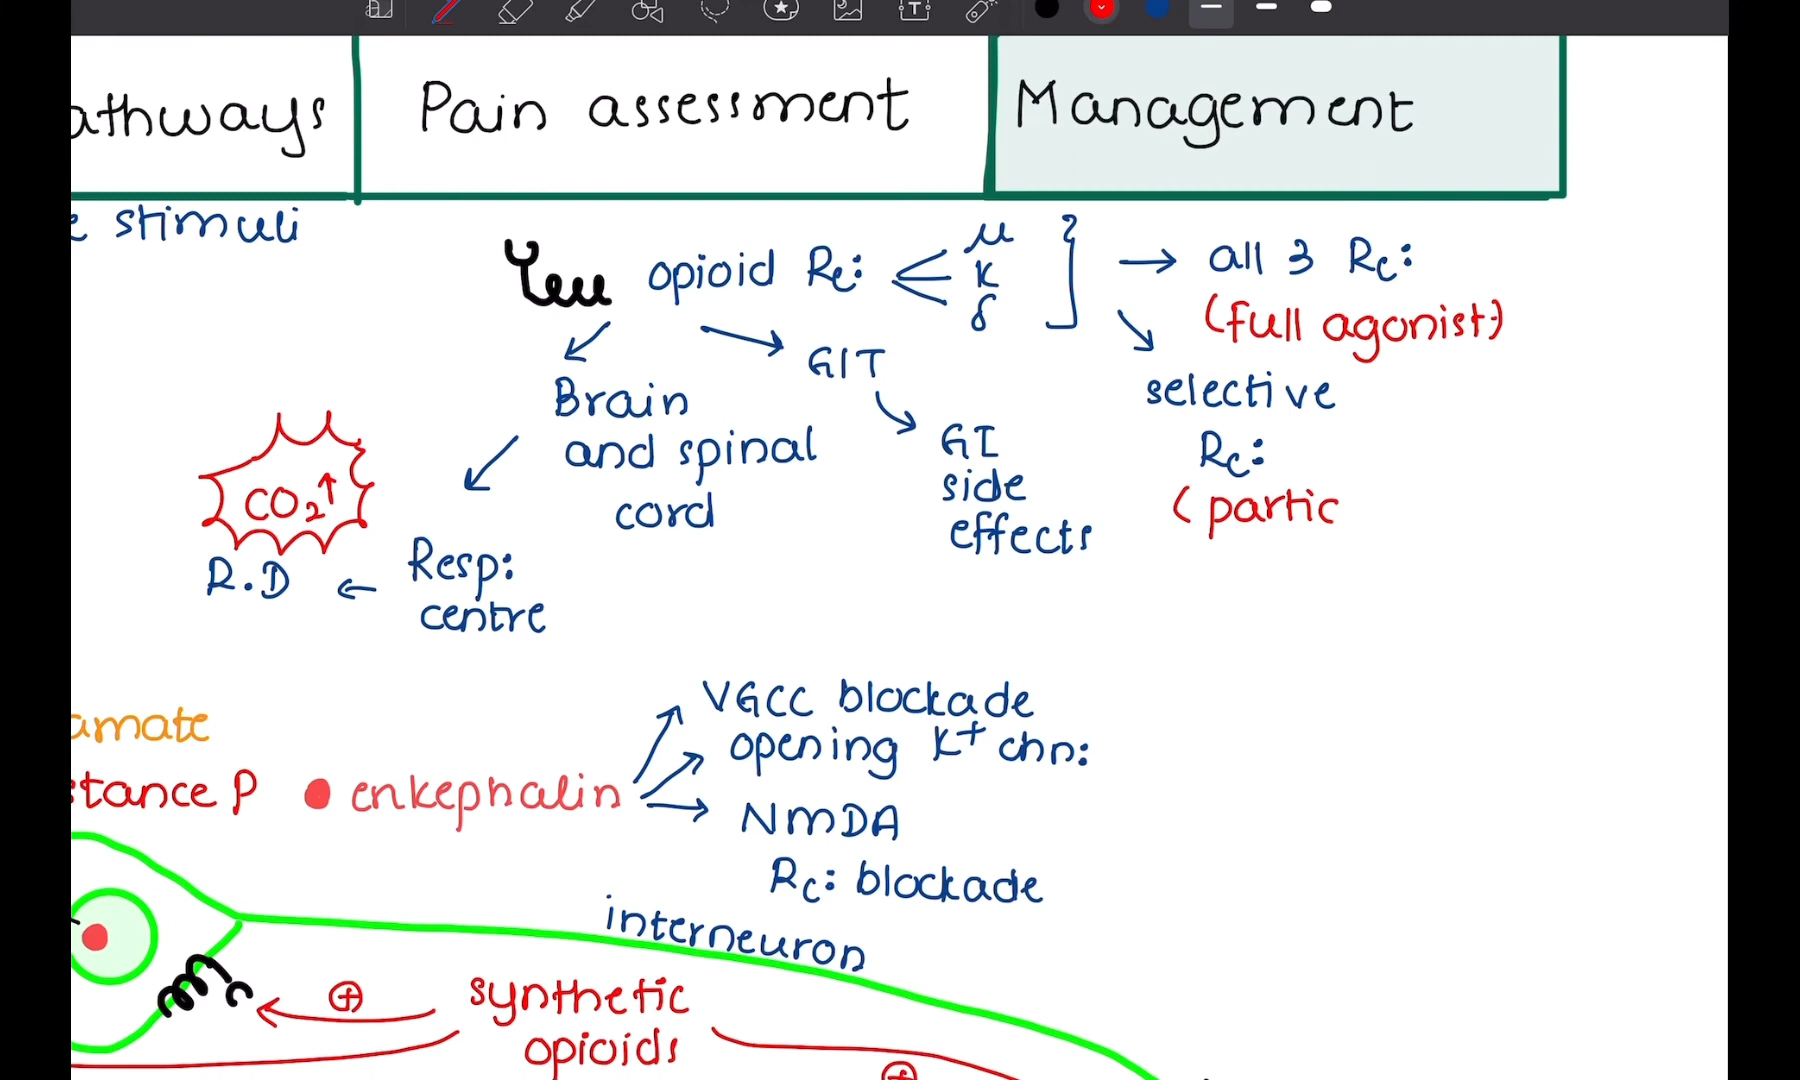 athways
Pain assessment
Management
e stimuli
opioid Rc:
μ
κ
δ
all 3 Rc:
(full agonist)
selective
Rc:
(partic
GIT
GI
side
effects
Brain
and spinal
cord
Resp:
centre
R.D
CO2↑
amate
stance P
enkephalin
VGCC blockade
opening K+ chn:
NMDA
Rc: blockade
interneuron
synthetic
opioids